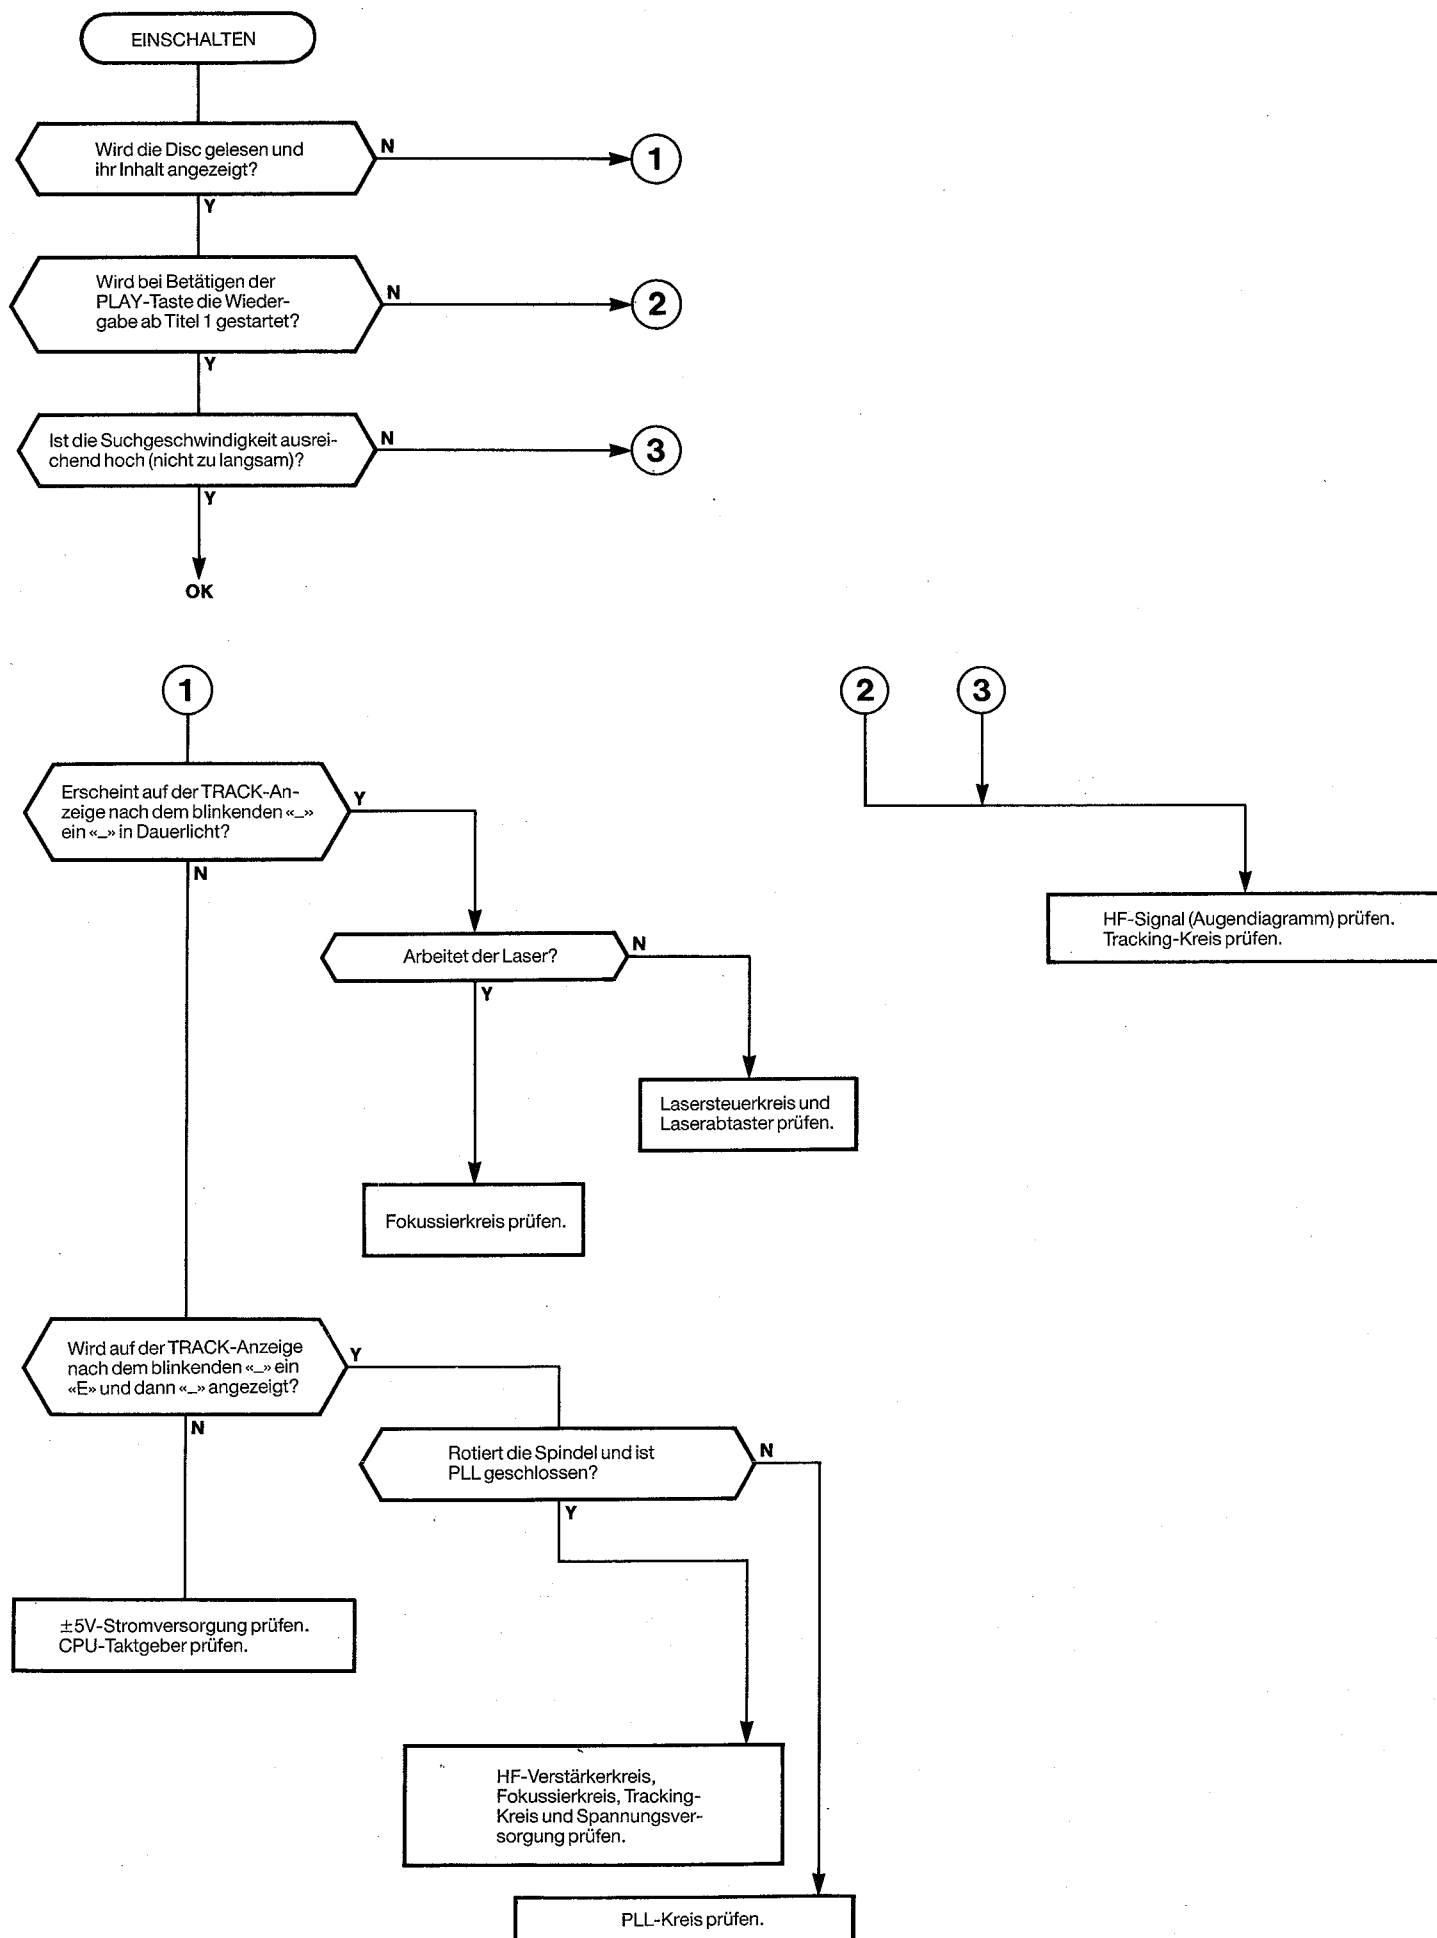 EINSCHALTEN
Wird die Disc gelesen und
ihr Inhalt angezeigt?
N
1
Y
Wird bei Betätigen der
PLAY-Taste die Wieder-
gabe ab Titel 1 gestartet?
N
2
Y
Ist die Suchgeschwindigkeit ausrei-
chend hoch (nicht zu langsam)?
N
3
Y
OK
1
Erscheint auf der TRACK-An-
zeige nach dem blinkenden «_»
ein «_» in Dauerlicht?
Y
N
Arbeitet der Laser?
N
Y
Lasersteuerkreis und
Laserabtaster prüfen.
Fokussierkreis prüfen.
Wird auf der TRACK-Anzeige
nach dem blinkenden «_» ein
«E» und dann «_» angezeigt?
Y
N
Rotiert die Spindel und ist
PLL geschlossen?
N
Y
±5V-Stromversorgung prüfen.
CPU-Taktgeber prüfen.
HF-Verstärkerkreis,
Fokussierkreis, Tracking-
Kreis und Spannungsver-
sorgung prüfen.
PLL-Kreis prüfen.
2
3
HF-Signal (Augendiagramm) prüfen.
Tracking-Kreis prüfen.